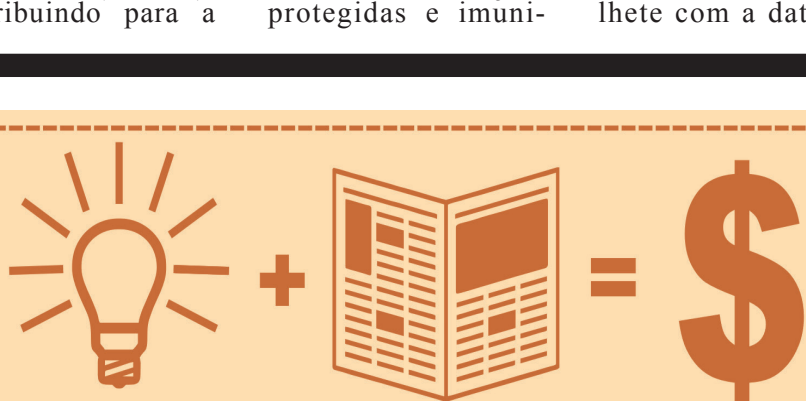 ribuindo para a protegidas e imuni- lhete com a dat
+ = $